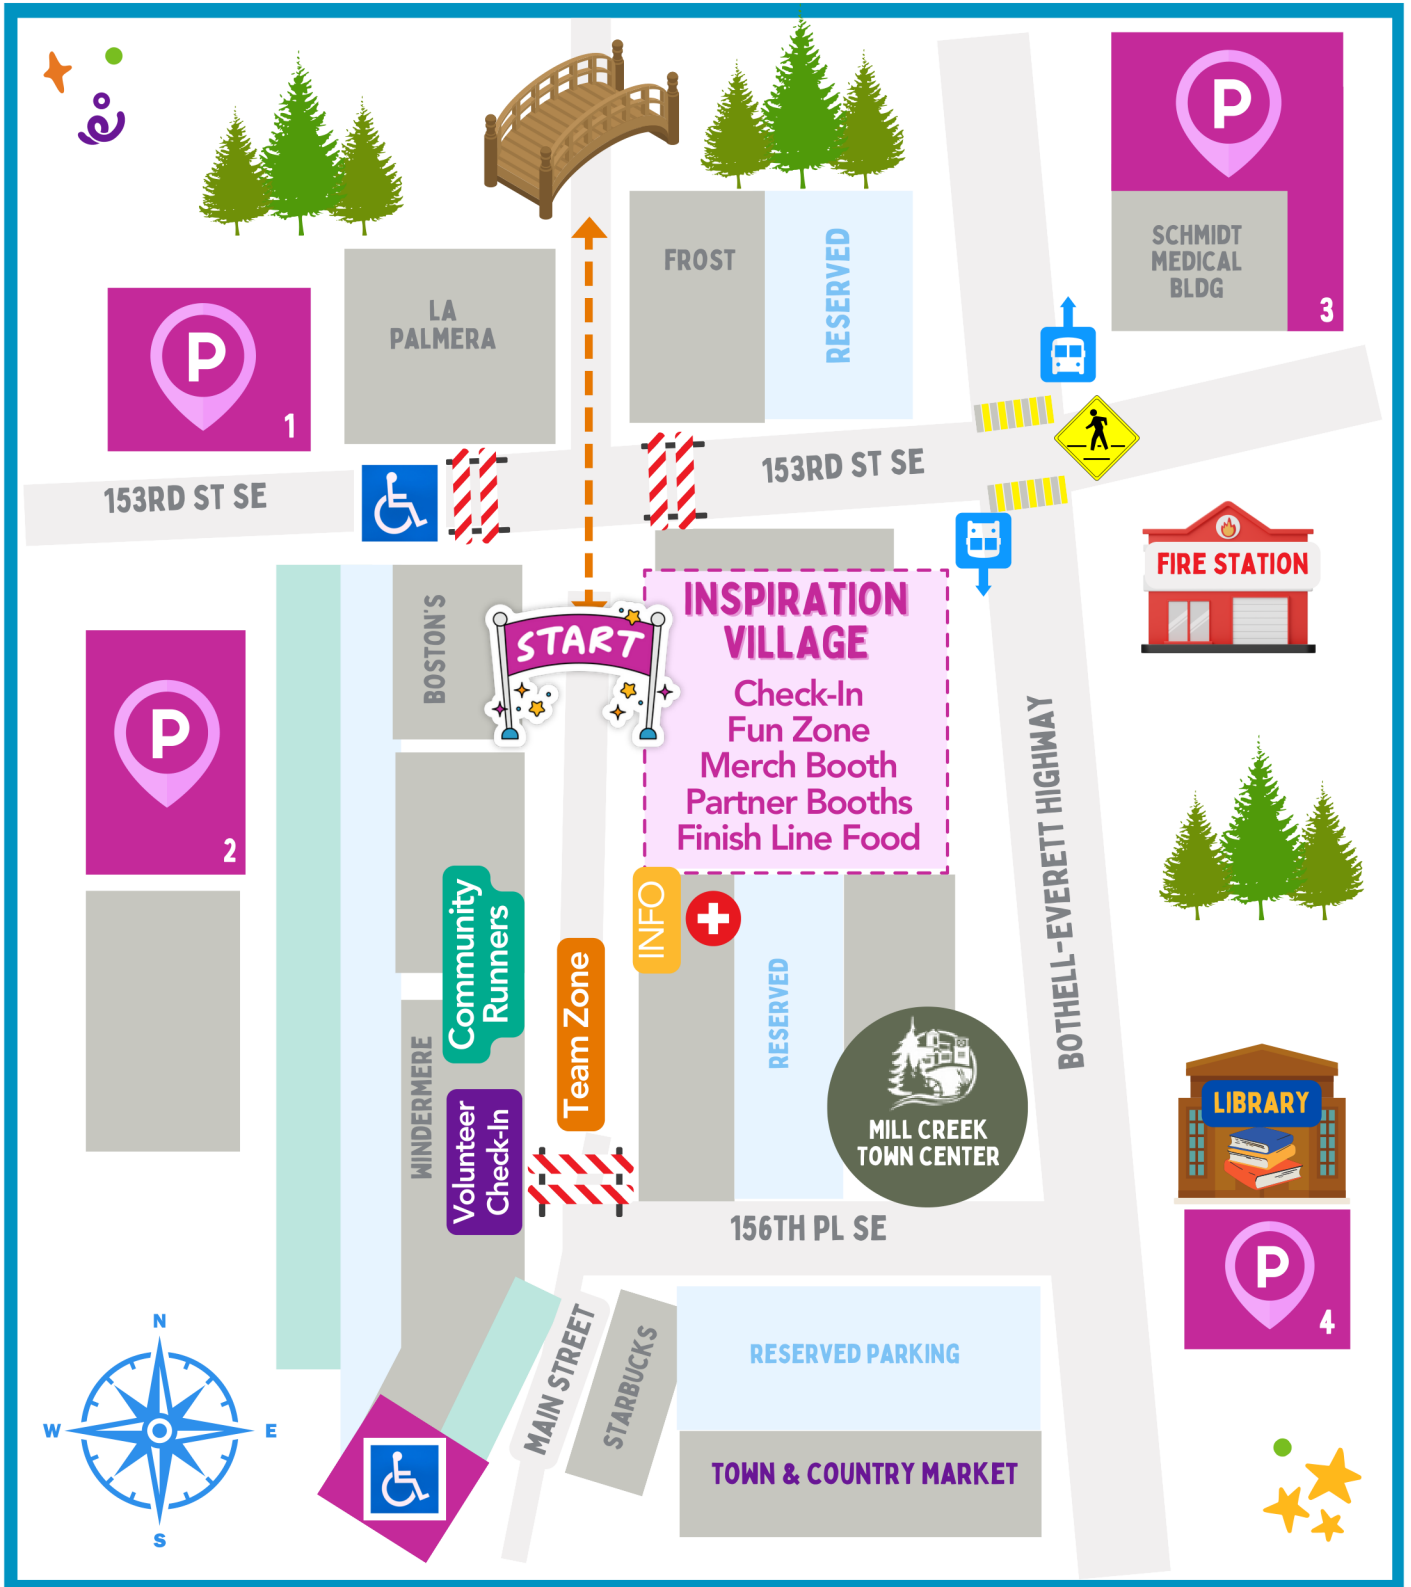 P
SCHMIDT
MEDICAL
BLDG
3
FROST
RESERVED
LA
PALMERA
P
1
153RD ST SE
153RD ST SE
FIRE STATION
INSPIRATION
VILLAGE
Check-In
Fun Zone
Merch Booth
Partner Booths
Finish Line Food
START
BOSTON'S
P
2
BOTHELL-EVERETT HIGHWAY
Community
Runners
INFO
Team Zone
RESERVED
WINDERMERE
Volunteer
Check-In
MILL CREEK
TOWN CENTER
LIBRARY
156TH PL SE
P
4
MAIN STREET
STARBUCKS
RESERVED PARKING
TOWN & COUNTRY MARKET
N
W
E
S